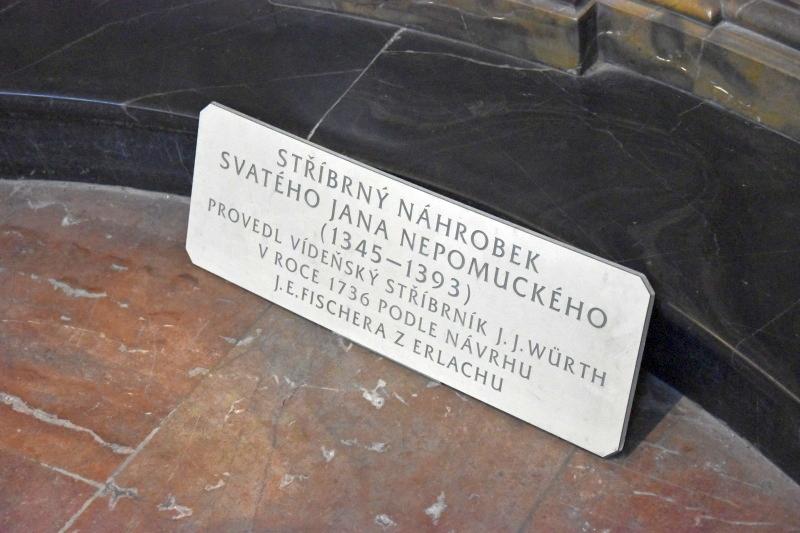 STŘÍBRNÝ NÁHROBEK
SVATÉHO JANA NEPOMUCKÉHO
(1345–1393)
PROVEDL VÍDEŇSKÝ STŘÍBRNÍK J.J.WÜRTH
V ROCE 1736 PODLE NÁVRHU
J.E.FISCHERA Z ERLACHU